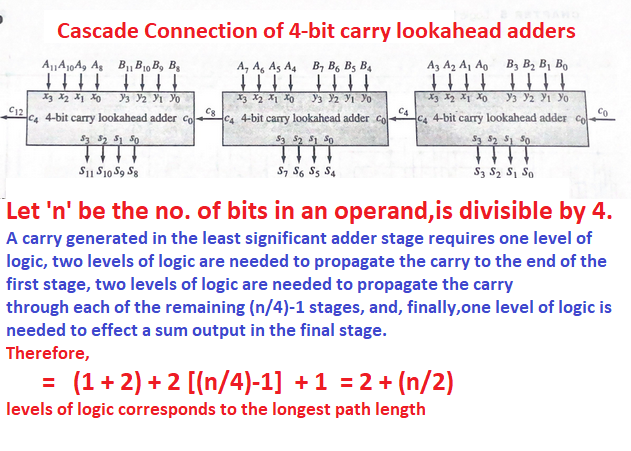 Cascade Connection of 4-bit carry lookahead adders
A11 A10 A9 A8 B11 B10 B9 B8 A7 A6 A5 A4 B7 B6 B5 B4 A3 A2 A1 A0 B3 B2 B1 B0
x3 x2 x1 x0 y3 y2 y1 y0 x3 x2 x1 x0 y3 y2 y1 y0 x3 x2 x1 x0 y3 y2 y1 y0
C12 c4 4-bit carry lookahead adder c0 C8 c4 4-bit carry lookahead adder c0 C4 c4 4-bit carry lookahead adder c0 C0
s3 s2 s1 s0 s3 s2 s1 s0 s3 s2 s1 s0
S11 S10 S9 S8 S7 S6 S5 S4 S3 S2 S1 S0
Let 'n' be the no. of bits in an operand,is divisible by 4.
A carry generated in the least significant adder stage requires one level of
logic, two levels of logic are needed to propagate the carry to the end of the
first stage, two levels of logic are needed to propagate the carry
through each of the remaining (n/4)-1 stages, and, finally,one level of logic is
needed to effect a sum output in the final stage.
Therefore,
= (1 + 2) + 2 [(n/4)-1] + 1 = 2 + (n/2)
levels of logic corresponds to the longest path length